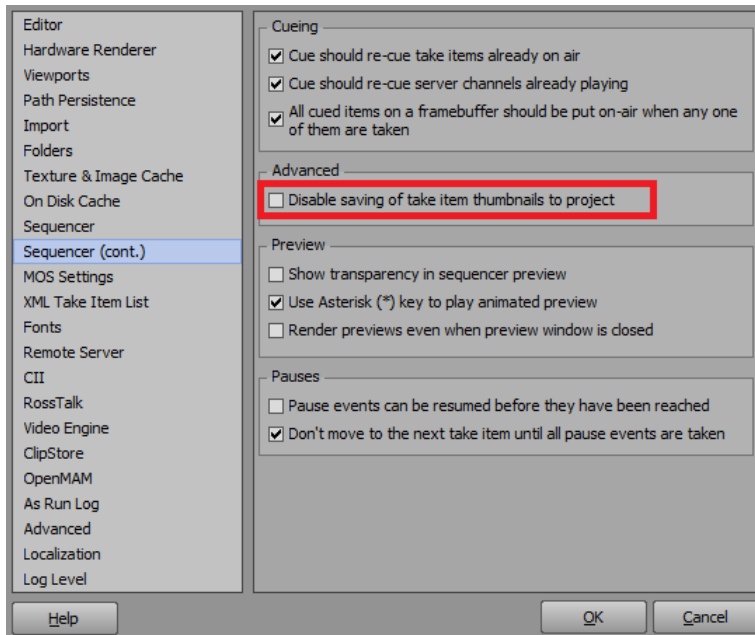 Editor
Hardware Renderer
Viewports
Path Persistence
Import
Folders
Texture & Image Cache
On Disk Cache
Sequencer
Sequencer (cont.)
MOS Settings
XML Take Item List
Fonts
Remote Server
CII
RossTalk
Video Engine
ClipStore
OpenMAM
As Run Log
Advanced
Localization
Log Level
Cueing
Cue should re-cue take items already on air
Cue should re-cue server channels already playing
All cued items on a framebuffer should be put on-air when any one
of them are taken
Advanced
Disable saving of take item thumbnails to project
Preview
Show transparency in sequencer preview
Use Asterisk (*) key to play animated preview
Render previews even when preview window is closed
Pauses
Pause events can be resumed before they have been reached
Don't move to the next take item until all pause events are taken
Help
OK
Cancel